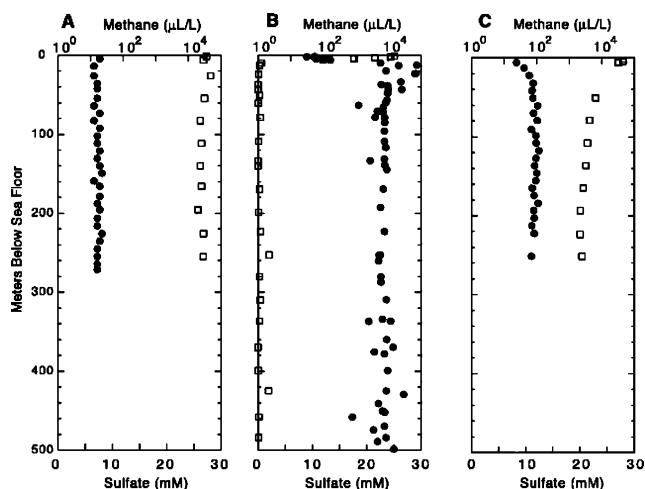 A
Methane (μL/L)
10⁰ 10² 10⁴
B
Methane (μL/L)
10⁰ 10² 10⁴
C
Methane (μL/L)
10⁰ 10² 10⁴
Meters Below Sea Floor
0
100
200
300
400
500
0 10 20 30
Sulfate (mM)
0 10 20 30
Sulfate (mM)
0 10 20 30
Sulfate (mM)